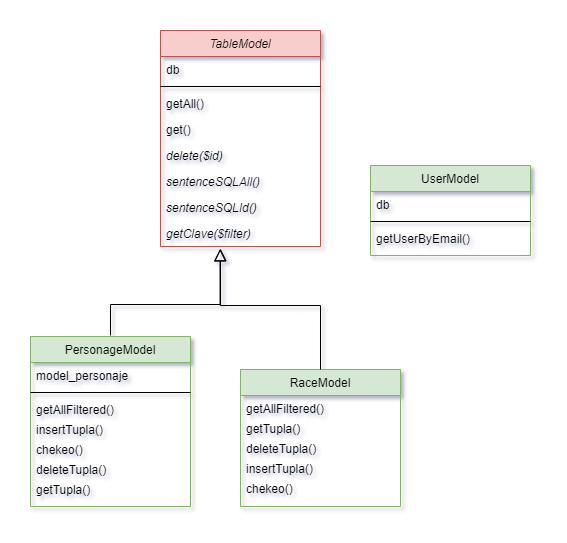 TableModel
db
getAll()
get()
delete($id)
sentenceSQLAll()
sentenceSQLId()
getClave($filter)
UserModel
db
getUserByEmail()
PersonageModel
model_personaje
getAllFiltered()
insertTupla()
chekeo()
deleteTupla()
getTupla()
RaceModel
getAllFiltered()
getTupla()
deleteTupla()
insertTupla()
chekeo()